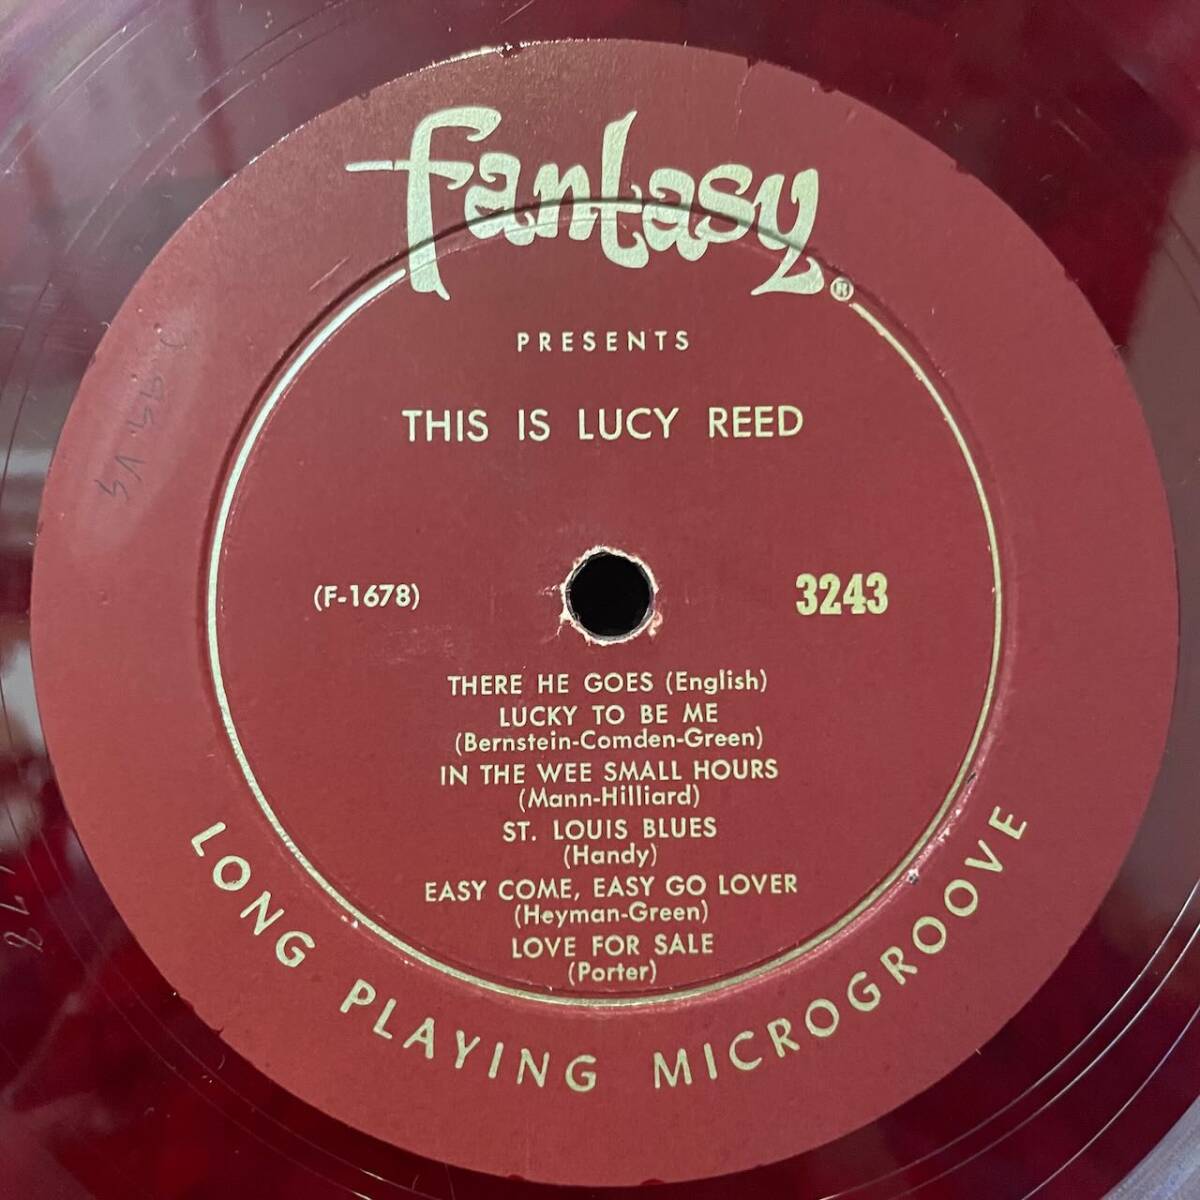 fantasy®
PRESENTS
THIS IS LUCY REED
(F-1678)
3243
THERE HE GOES (English)
LUCKY TO BE ME
(Bernstein-Comden-Green)
IN THE WEE SMALL HOURS
(Mann-Hilliard)
ST. LOUIS BLUES
(Handy)
EASY COME, EASY GO LOVER
(Heyman-Green)
LOVE FOR SALE
(Porter)
LONG PLAYING MICROGROOVE